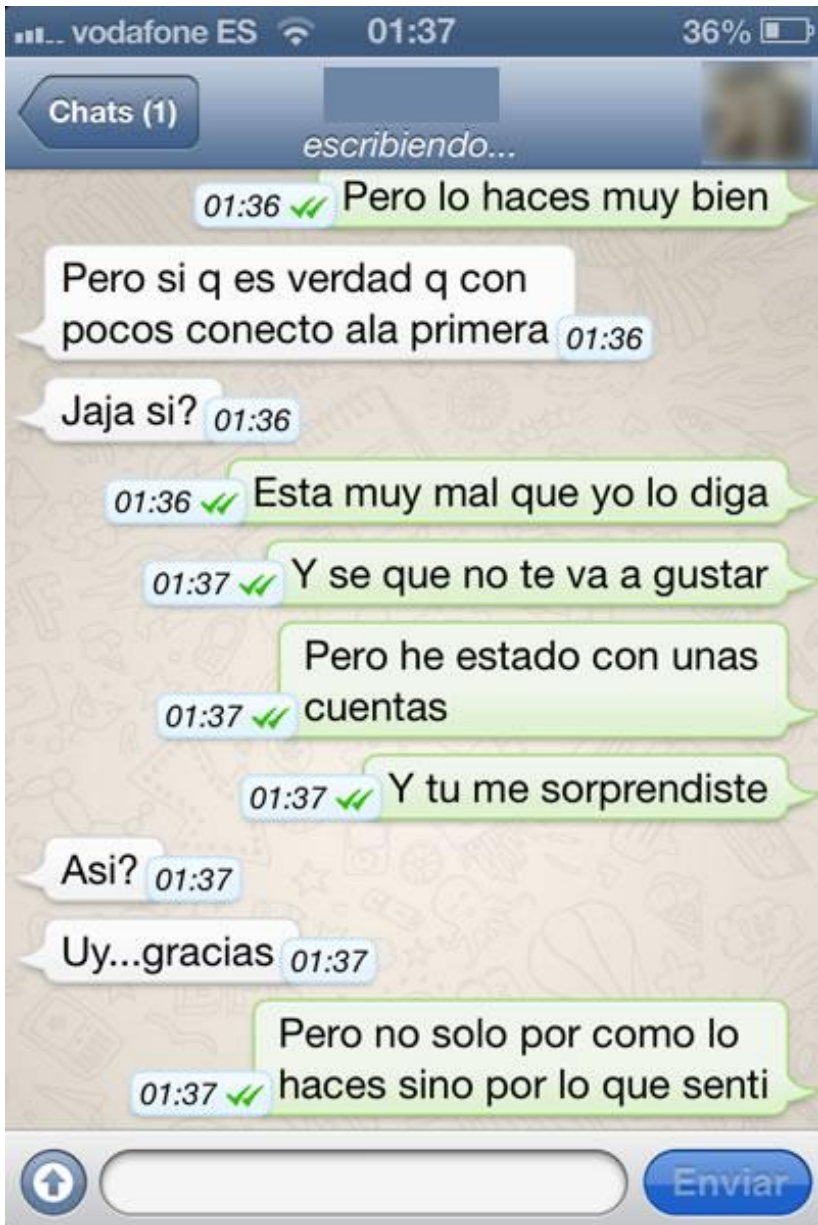 vodafone ES 01:37 36%
Chats (1)
escribiendo...
Pero lo haces muy bien
01:36
Pero si q es verdad q con
pocos conecto ala primera 01:36
Jaja si? 01:36
01:36 Esta muy mal que yo lo diga
01:37 Y se que no te va a gustar
Pero he estado con unas
01:37 cuentas
01:37 Y tu me sorprendiste
Asi? 01:37
Uy...gracias 01:37
Pero no solo por como lo
01:37 haces sino por lo que senti
Enviar